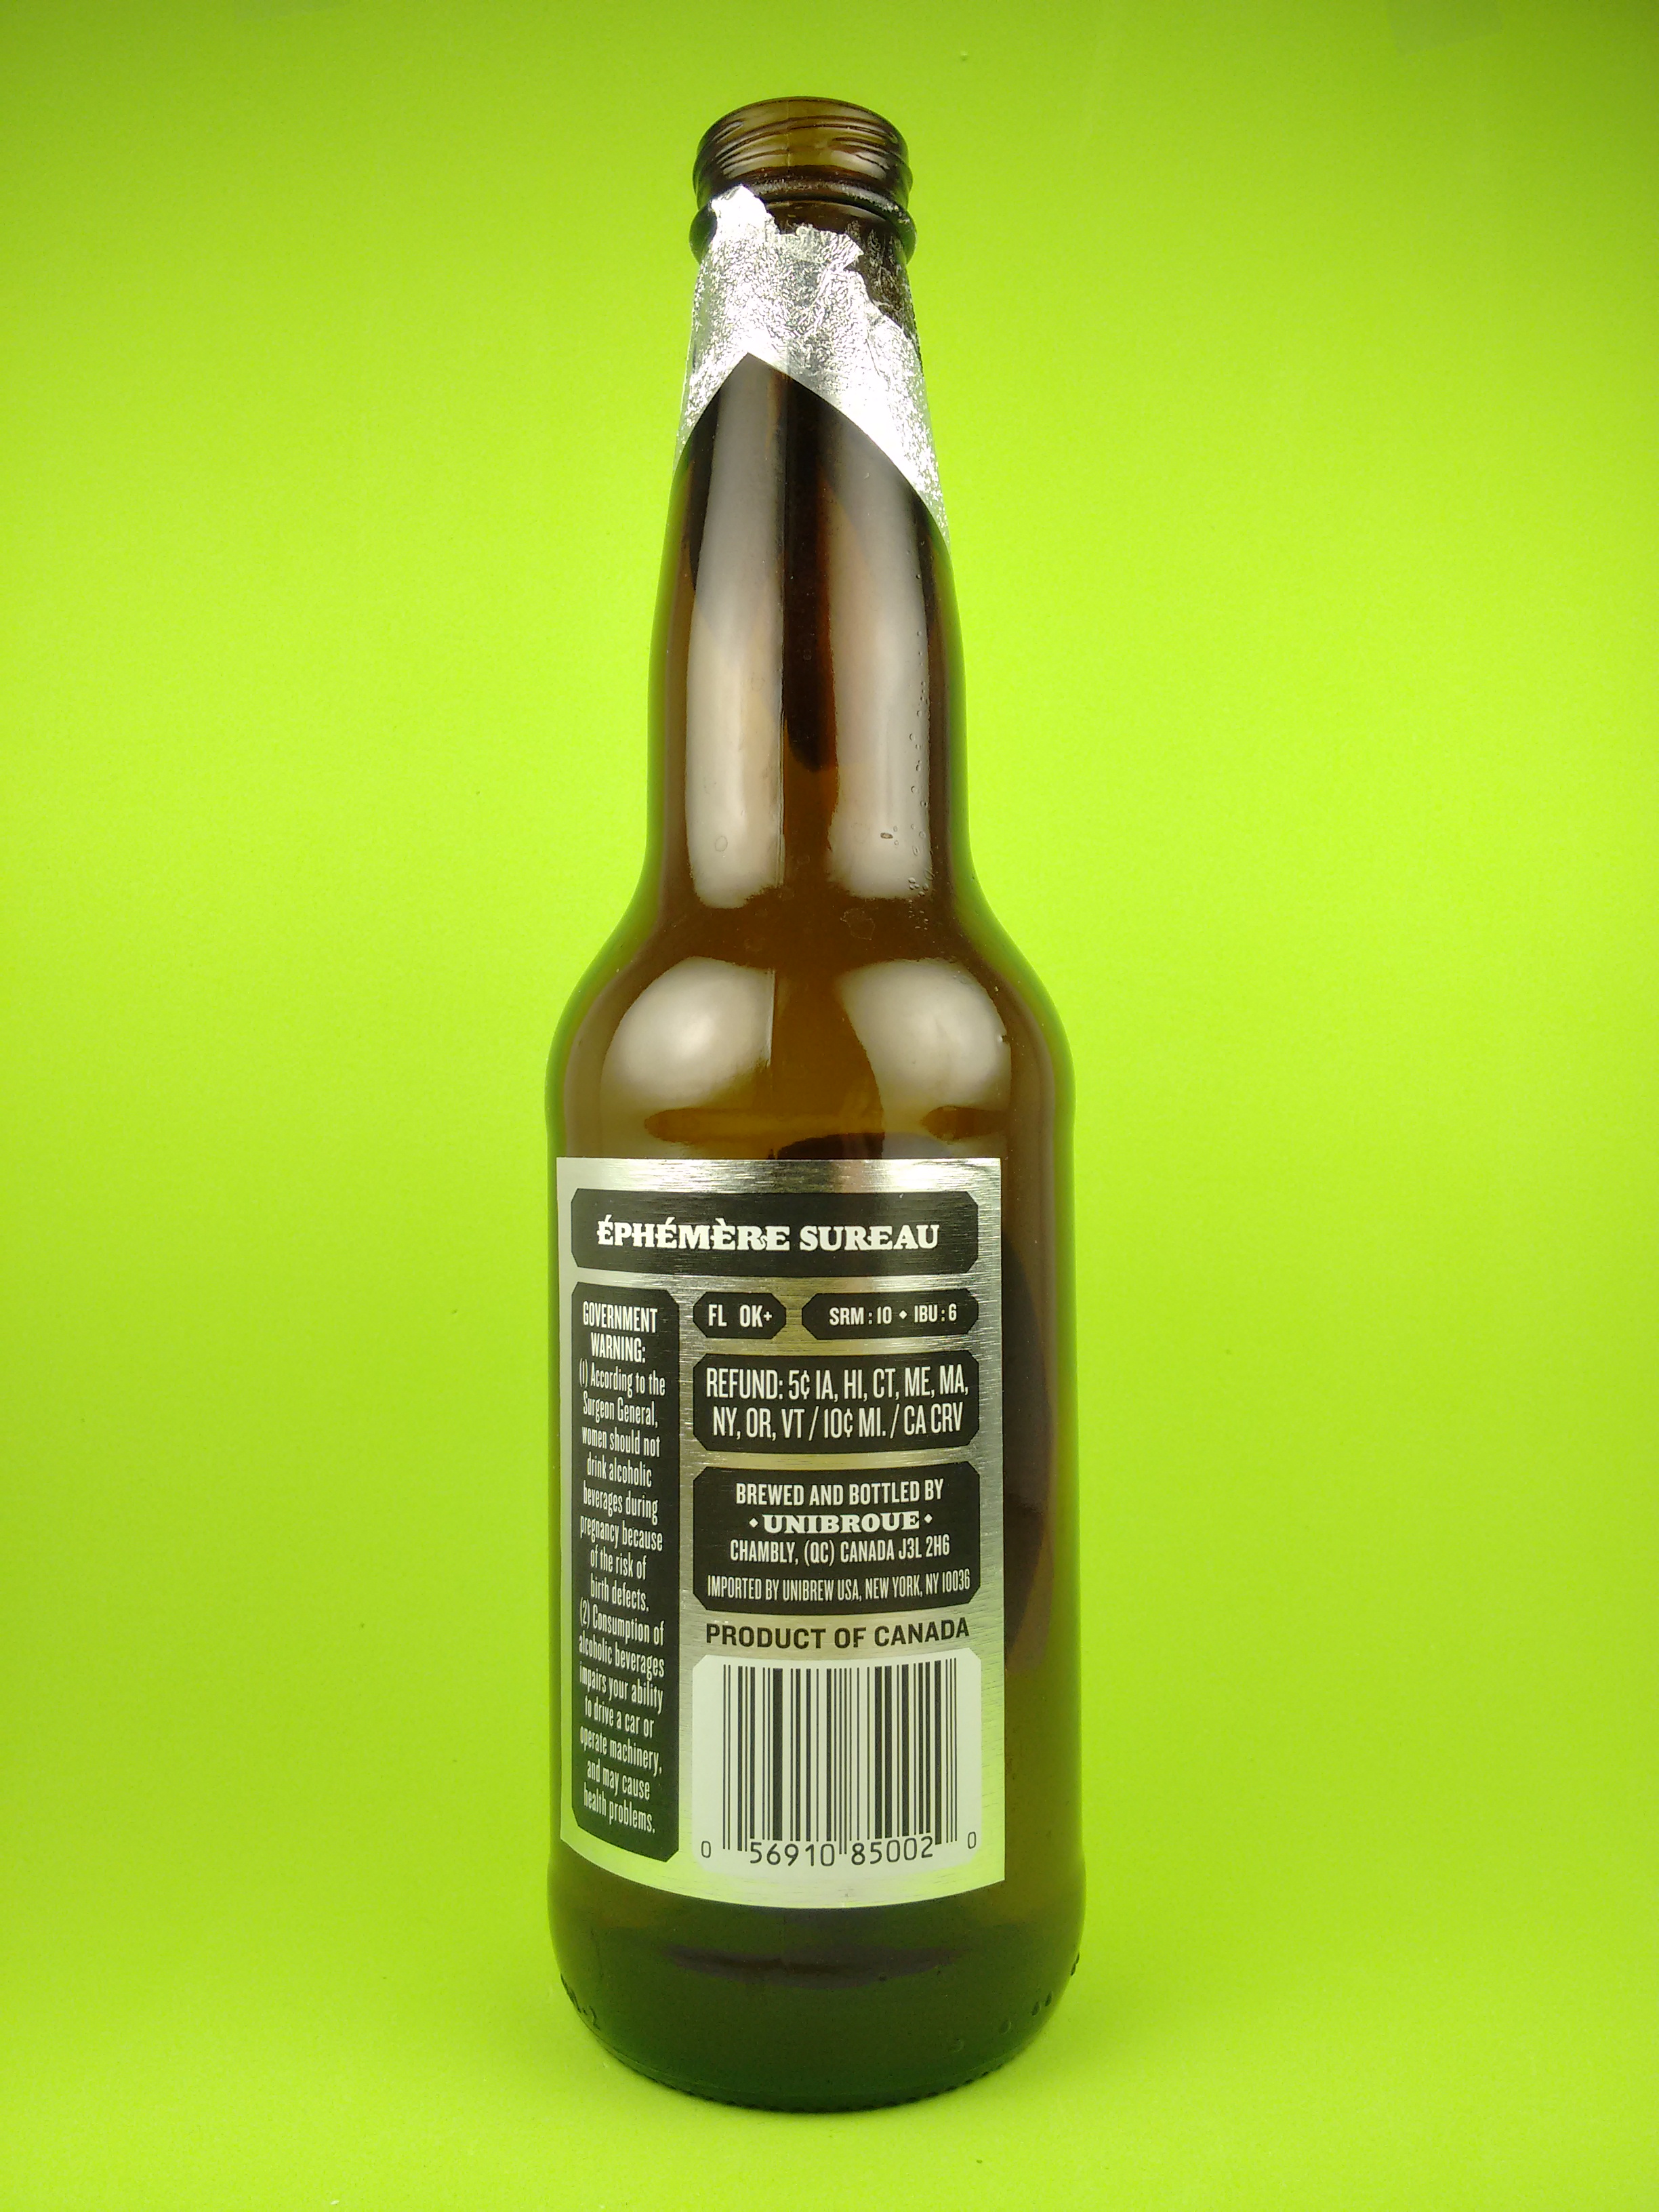 ÉPHÉMÈRE SUREAU
GOVERNMENT
WARNING:
(1) According to the
Surgeon General,
women should not
drink alcoholic
beverages during
pregnancy because
of the risk of
birth defects.
(2) Consumption of
alcoholic beverages
impairs your ability
to drive a car or
operate machinery,
and may cause
health problems.
FL OK+
SRM : 10 • IBU : 6
REFUND: 5¢ IA, HI, CT, ME, MA,
NY, OR, VT / 10¢ MI. / CA CRV
BREWED AND BOTTLED BY
• UNIBROUE •
CHAMBLY, (QC) CANADA J3L 2H6
IMPORTED BY UNIBREW USA, NEW YORK, NY 10036
PRODUCT OF CANADA
0 56910 85002 0